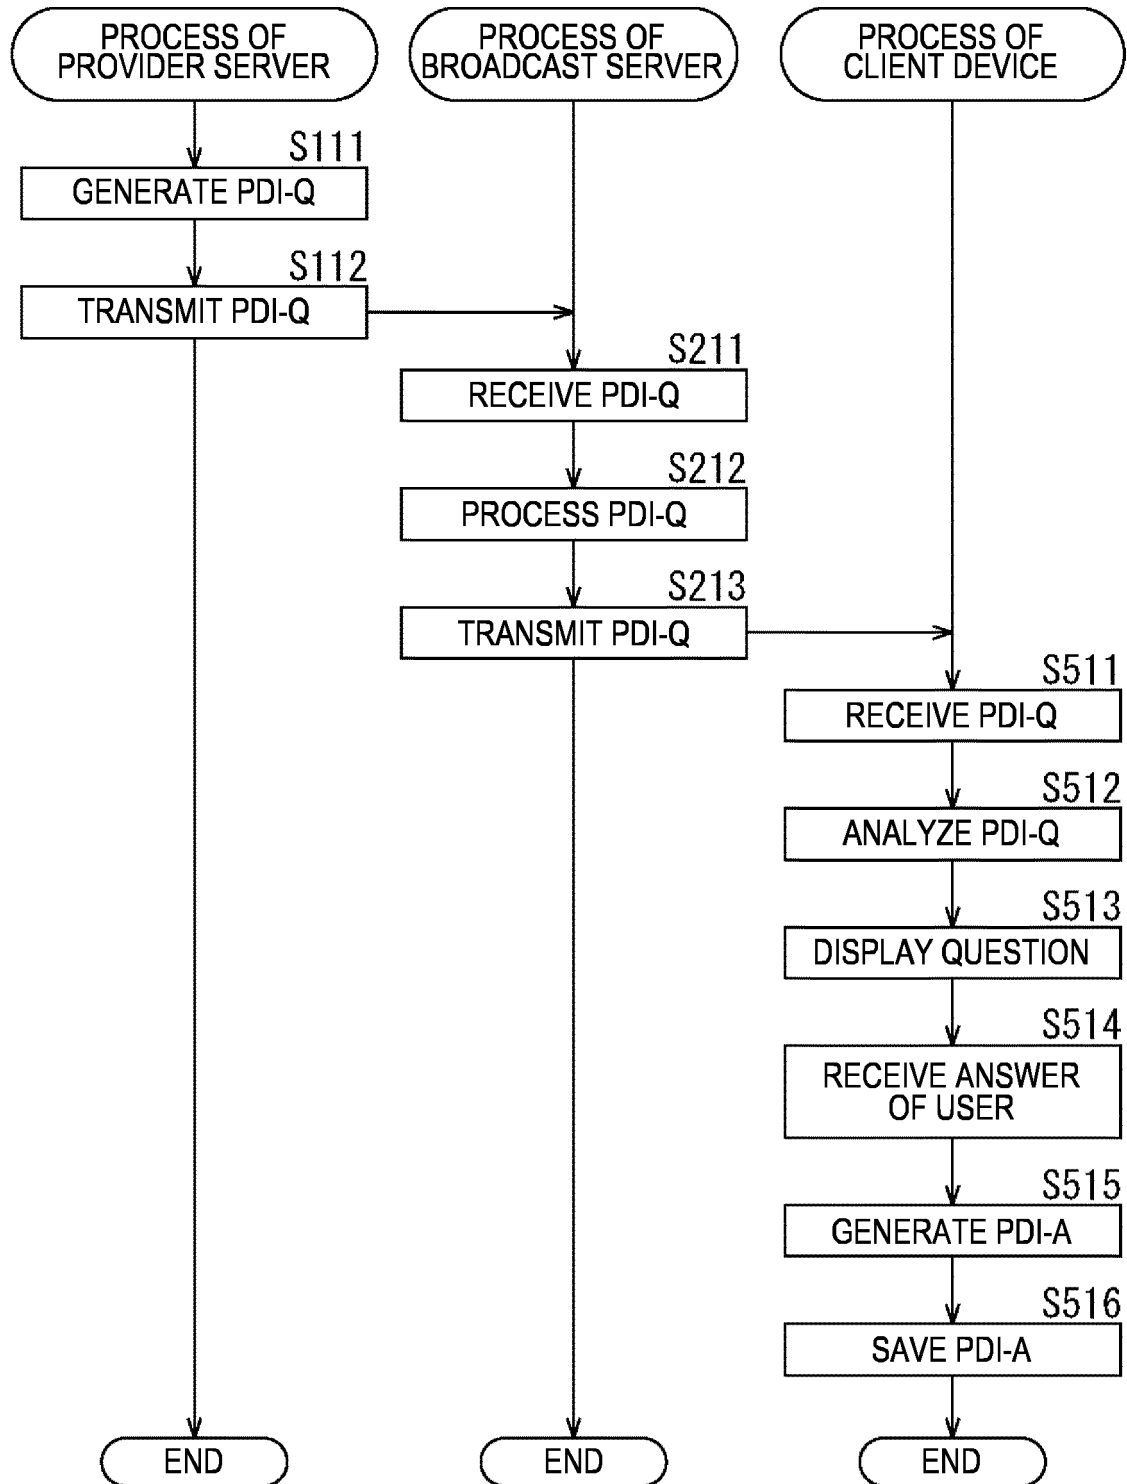 PROCESS OF
PROVIDER SERVER
PROCESS OF
BROADCAST SERVER
PROCESS OF
CLIENT DEVICE
S111
GENERATE PDI-Q
S112
TRANSMIT PDI-Q
S211
RECEIVE PDI-Q
S212
PROCESS PDI-Q
S213
TRANSMIT PDI-Q
S511
RECEIVE PDI-Q
S512
ANALYZE PDI-Q
S513
DISPLAY QUESTION
S514
RECEIVE ANSWER
OF USER
S515
GENERATE PDI-A
S516
SAVE PDI-A
END
END
END